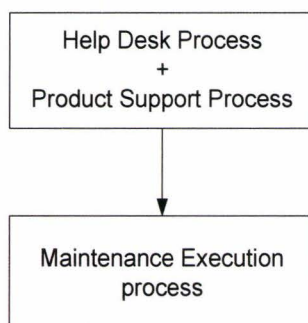 Help Desk Process
+
Product Support Process
Maintenance Execution
process